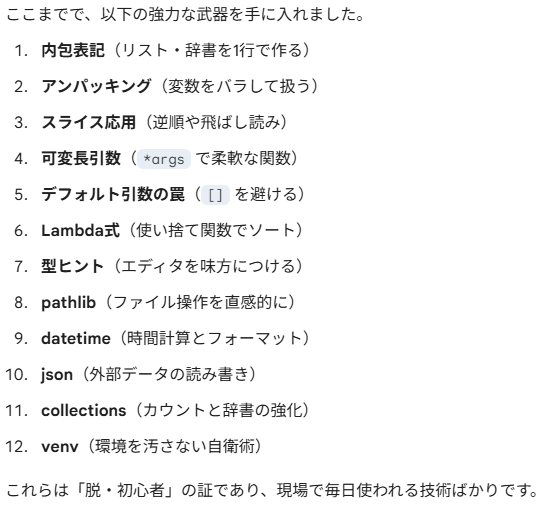 ここまでで、以下の強力な武器を手に入れました。
1. 内包表記（リスト・辞書を1行で作る）
2. アンパッキング（変数をバラして扱う）
3. スライス応用（逆順や飛ばし読み）
4. 可変長引数（ *args で柔軟な関数）
5. デフォルト引数の罠（ [] を避ける）
6. Lambda式（使い捨て関数でソート）
7. 型ヒント（エディタを味方につける）
8. pathlib（ファイル操作を直感的に）
9. datetime（時間計算とフォーマット）
10. json（外部データの読み書き）
11. collections（カウントと辞書の強化）
12. venv（環境を汚さない自衛術）
これらは「脱・初心者」の証であり、現場で毎日使われる技術ばかりです。